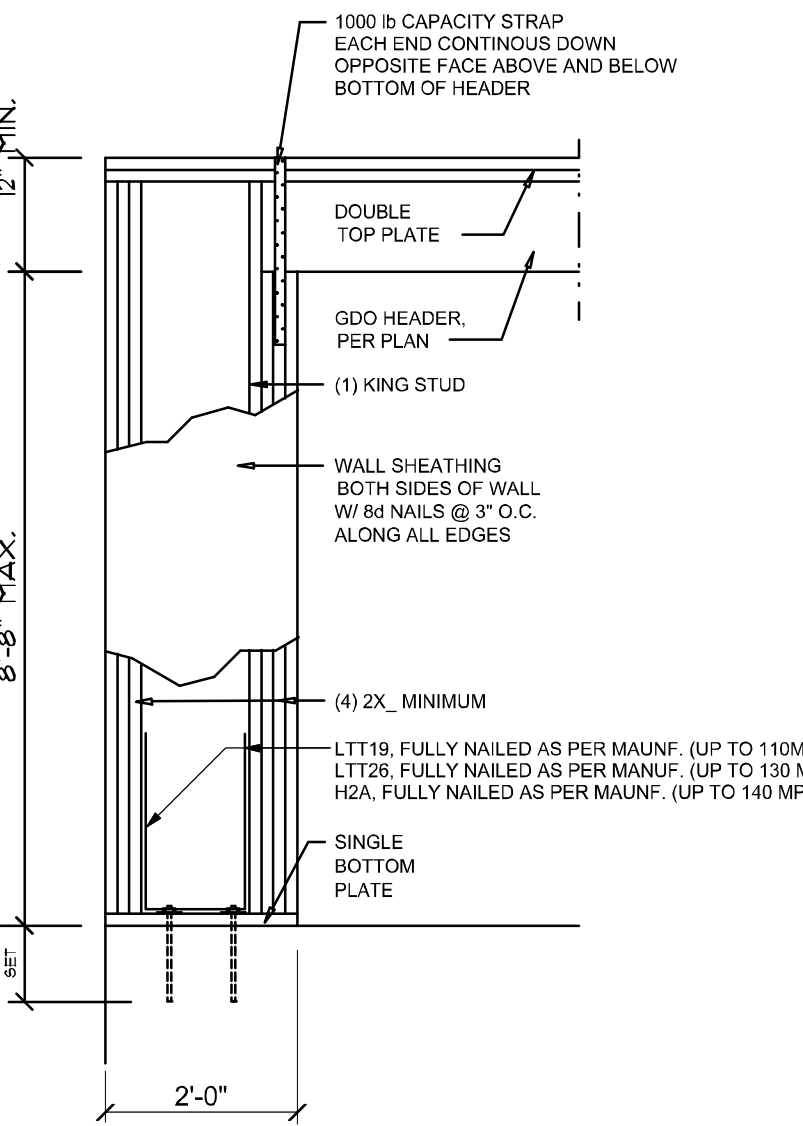 1000 lb CAPACITY STRAP
EACH END CONTINOUS DOWN
OPPOSITE FACE ABOVE AND BELOW
BOTTOM OF HEADER
12" MIN.
DOUBLE
TOP PLATE
GDO HEADER,
PER PLAN
(1) KING STUD
WALL SHEATHING
BOTH SIDES OF WALL
W/ 8d NAILS @ 3" O.C.
ALONG ALL EDGES
8'-8" MAX.
(4) 2X_ MINIMUM
LTT19, FULLY NAILED AS PER MAUNF. (UP TO 110M
LTT26, FULLY NAILED AS PER MANUF. (UP TO 130 M
H2A, FULLY NAILED AS PER MAUNF. (UP TO 140 MP
SINGLE
BOTTOM
PLATE
SET
2'-0"